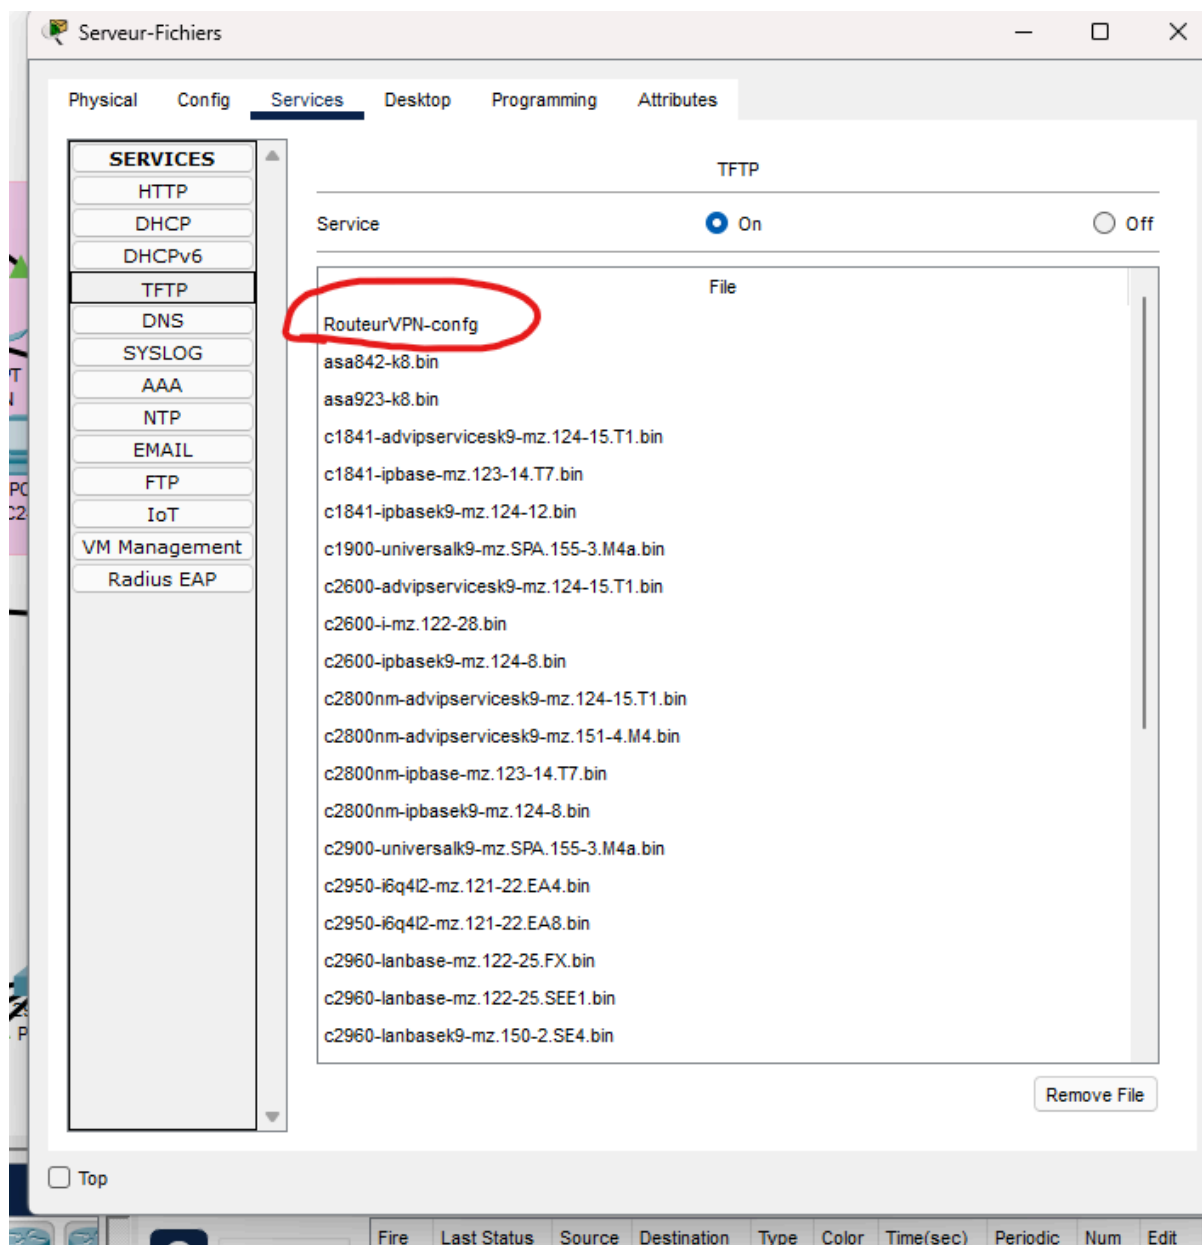 Serveur-Fichiers
Physical Config Services Desktop Programming Attributes
SERVICES
HTTP
DHCP
DHCPv6
TFTP
DNS
SYSLOG
AAA
NTP
EMAIL
FTP
IoT
VM Management
Radius EAP
TFTP
Service On Off
File
RouteurVPN-confg
asa842-k8.bin
asa923-k8.bin
c1841-advipservicesk9-mz.124-15.T1.bin
c1841-ipbase-mz.123-14.T7.bin
c1841-ipbasek9-mz.124-12.bin
c1900-universalk9-mz.SPA.155-3.M4a.bin
c2600-advipservicesk9-mz.124-15.T1.bin
c2600-i-mz.122-28.bin
c2600-ipbasek9-mz.124-8.bin
c2800nm-advipservicesk9-mz.124-15.T1.bin
c2800nm-advipservicesk9-mz.151-4.M4.bin
c2800nm-ipbase-mz.123-14.T7.bin
c2800nm-ipbasek9-mz.124-8.bin
c2900-universalk9-mz.SPA.155-3.M4a.bin
c2950-i6q4l2-mz.121-22.EA4.bin
c2950-i6q4l2-mz.121-22.EA8.bin
c2960-lanbase-mz.122-25.FX.bin
c2960-lanbase-mz.122-25.SEE1.bin
c2960-lanbasek9-mz.150-2.SE4.bin
Remove File
Top
Fire Last Status Source Destination Type Color Time(sec) Periodic Num Edit